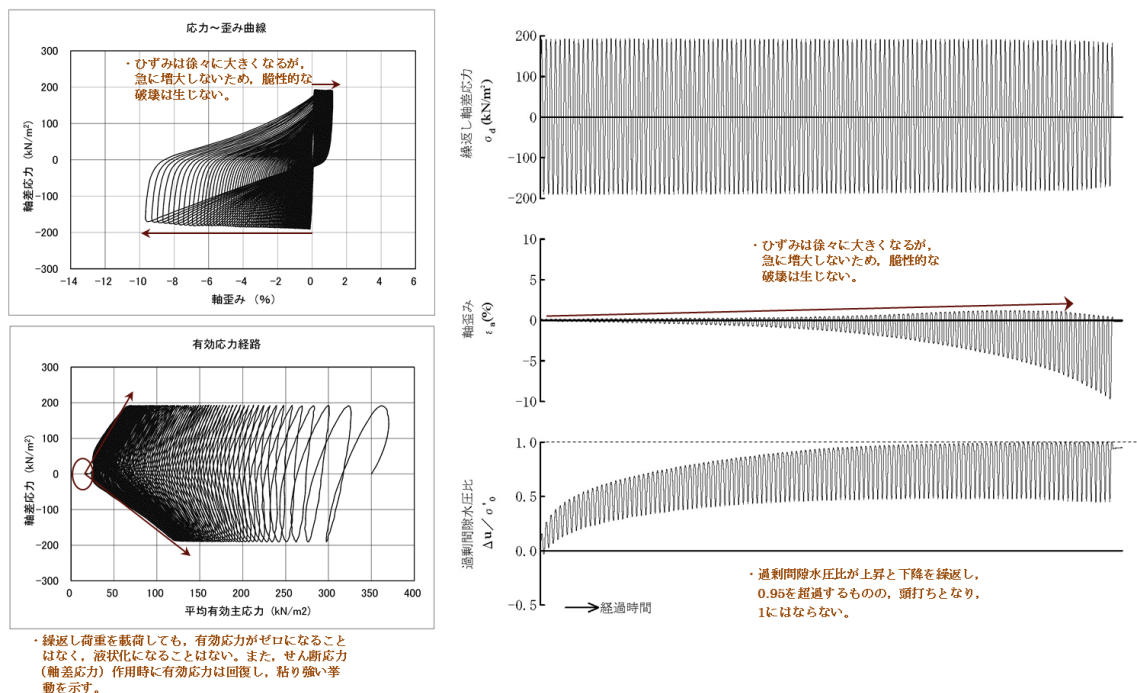 応力～歪み曲線
300
200
100
0
-100
-200
-300
軸差応力 (kN/m²)
・ひずみは徐々に大きくなるが,
急に増大しないため, 脆性的な
破壊は生じない。
-14 -12 -10 -8 -6 -4 -2 0 2 4 6
軸歪み (%)
有効応力経路
300
200
100
0
-100
-200
-300
軸差応力 (kN/m²)
0 50 100 150 200 250 300 350 400
平均有効主応力 (kN/m2)
・繰返し荷重を載荷しても, 有効応力がゼロになること
はなく, 液状化になることはない。また, せん断応力
(軸差応力) 作用時に有効応力は回復し, 粘り強い挙
動を示す。
200
100
0
-100
-200
繰返し軸差応力
σd (kN/m²)
10
5
0
-5
-10
軸歪み
εa(%)
・ひずみは徐々に大きくなるが,
急に増大しないため, 脆性的な
破壊は生じない。
1.0
0.5
0.0
-0.5
過剰間隙水圧比
Δu/σ'0
経過時間
・過剰間隙水圧比が上昇と下降を繰返し,
0.95を超過するものの, 頭打ちとなり,
1にはならない。